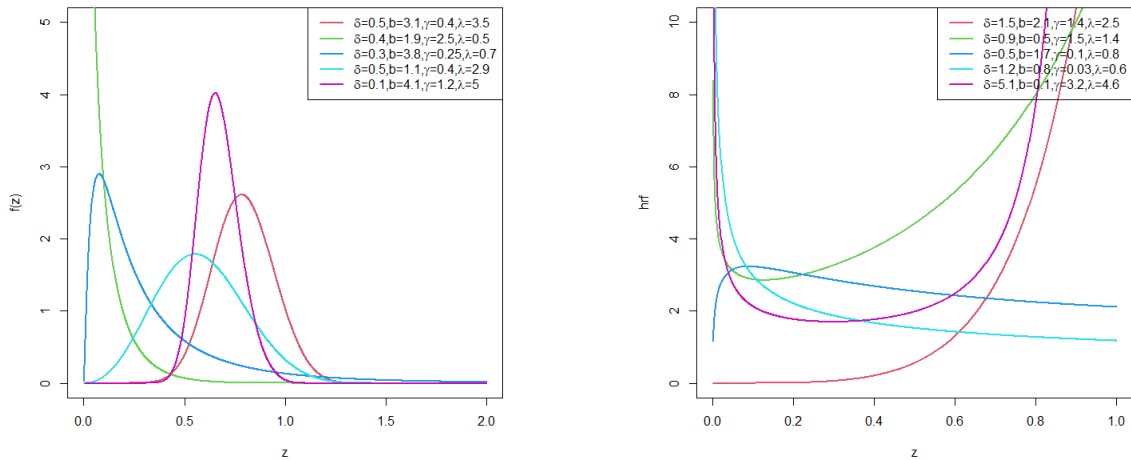 δ=0.5,b=3.1,γ=0.4,λ=3.5
δ=0.4,b=1.9,γ=2.5,λ=0.5
δ=0.3,b=3.8,γ=0.25,λ=0.7
δ=0.5,b=1.1,γ=0.4,λ=2.9
δ=0.1,b=4.1,γ=1.2,λ=5
5
4
3
2
1
0
f(z)
0.0 0.5 1.0 1.5 2.0
z
δ=1.5,b=2.1,γ=1.4,λ=2.5
δ=0.9,b=0.5,γ=1.5,λ=1.4
δ=0.5,b=1.7,γ=0.1,λ=0.8
δ=1.2,b=0.8,γ=0.03,λ=0.6
δ=5.1,b=0.1,γ=3.2,λ=4.6
10
8
6
4
2
0
hrf
0.0 0.2 0.4 0.6 0.8 1.0
z